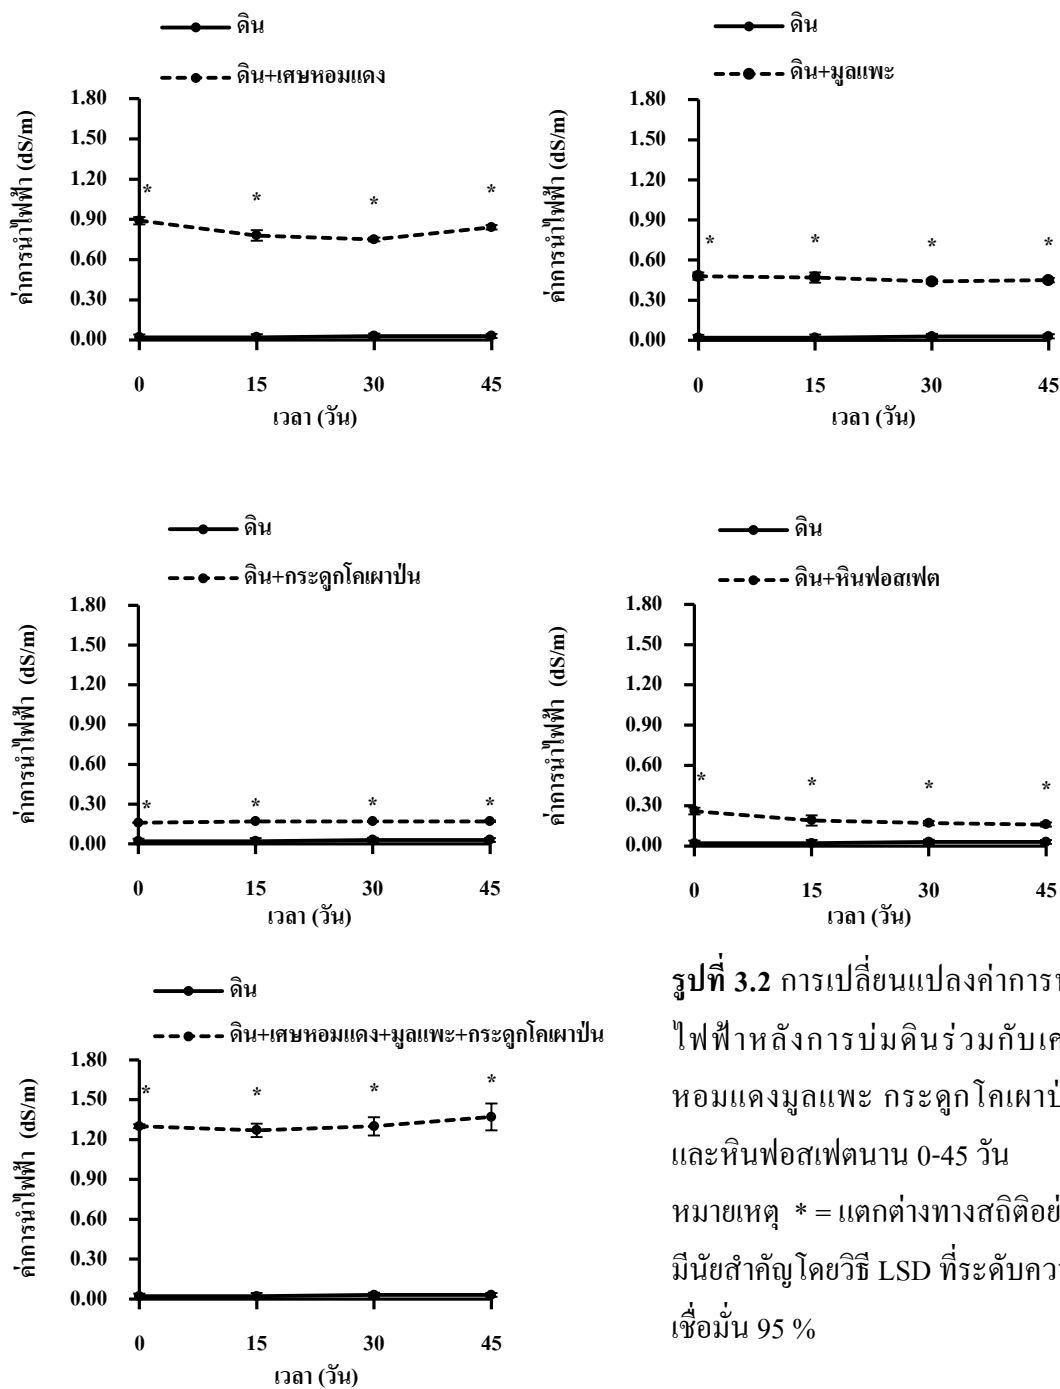 ดิน
ดิน+เศษหอมแดง
ค่าการนำไฟฟ้า (dS/m)
1.80
1.50
1.20
0.90
0.60
0.30
0.00
* * * *
0 15 30 45
เวลา (วัน)
ดิน
ดิน+มูลแพะ
ค่าการนำไฟฟ้า (dS/m)
1.80
1.50
1.20
0.90
0.60
0.30
0.00
* * * *
0 15 30 45
เวลา (วัน)
ดิน
ดิน+กระดูกโคเผาป่น
ค่าการนำไฟฟ้า (dS/m)
1.80
1.50
1.20
0.90
0.60
0.30
0.00
* * * *
0 15 30 45
เวลา (วัน)
ดิน
ดิน+หินฟอสเฟต
ค่าการนำไฟฟ้า (dS/m)
1.80
1.50
1.20
0.90
0.60
0.30
0.00
* * * *
0 15 30 45
เวลา (วัน)
ดิน
ดิน+เศษหอมแดง+มูลแพะ+กระดูกโคเผาป่น
ค่าการนำไฟฟ้า (dS/m)
1.80
1.50
1.20
0.90
0.60
0.30
0.00
* * * *
0 15 30 45
เวลา (วัน)
รูปที่ 3.2 การเปลี่ยนแปลงค่าการ
ไฟฟ้าหลังการบ่มดินร่วมกับ
หอมแดงมูลแพะ กระดูกโคเผา
และหินฟอสเฟตนาน 0-45 วัน
หมายเหตุ * = แตกต่างทางสถิติ
มีนัยสำคัญโดยวิธี LSD ที่ระดับ
เชื่อมั่น 95 %